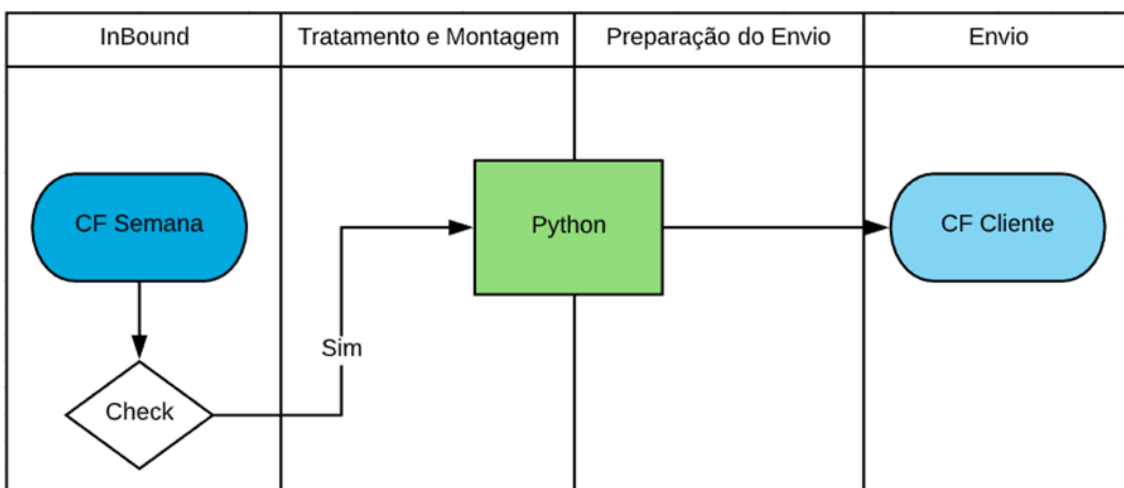 InBound
Tratamento e Montagem
Preparação do Envio
Envio
CF Semana
Python
CF Cliente
Sim
Check